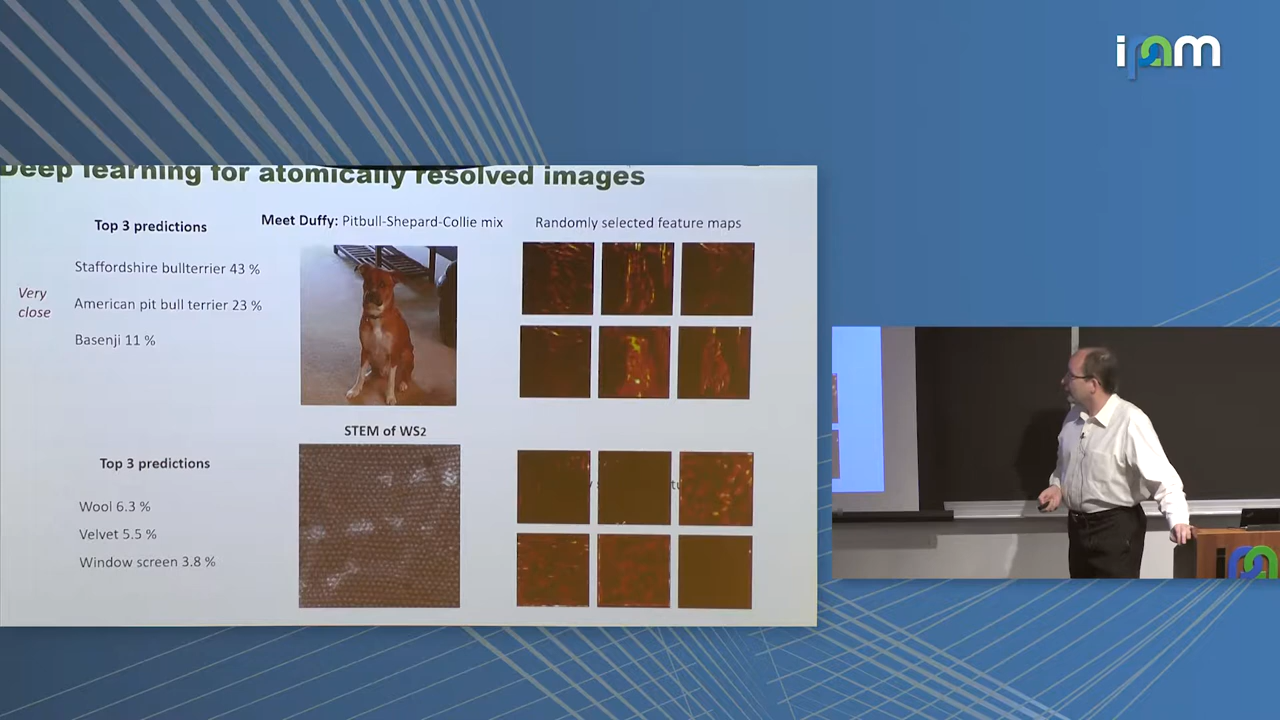 ipam
Deep learning for atomically resolved images
Top 3 predictions
Meet Duffy: Pitbull-Shepard-Collie mix
Randomly selected feature maps
Staffordshire bullterrier 43 %
Very
close
American pit bull terrier 23 %
Basenji 11 %
STEM of WS2
Top 3 predictions
Wool 6.3 %
Velvet 5.5 %
Window screen 3.8 %